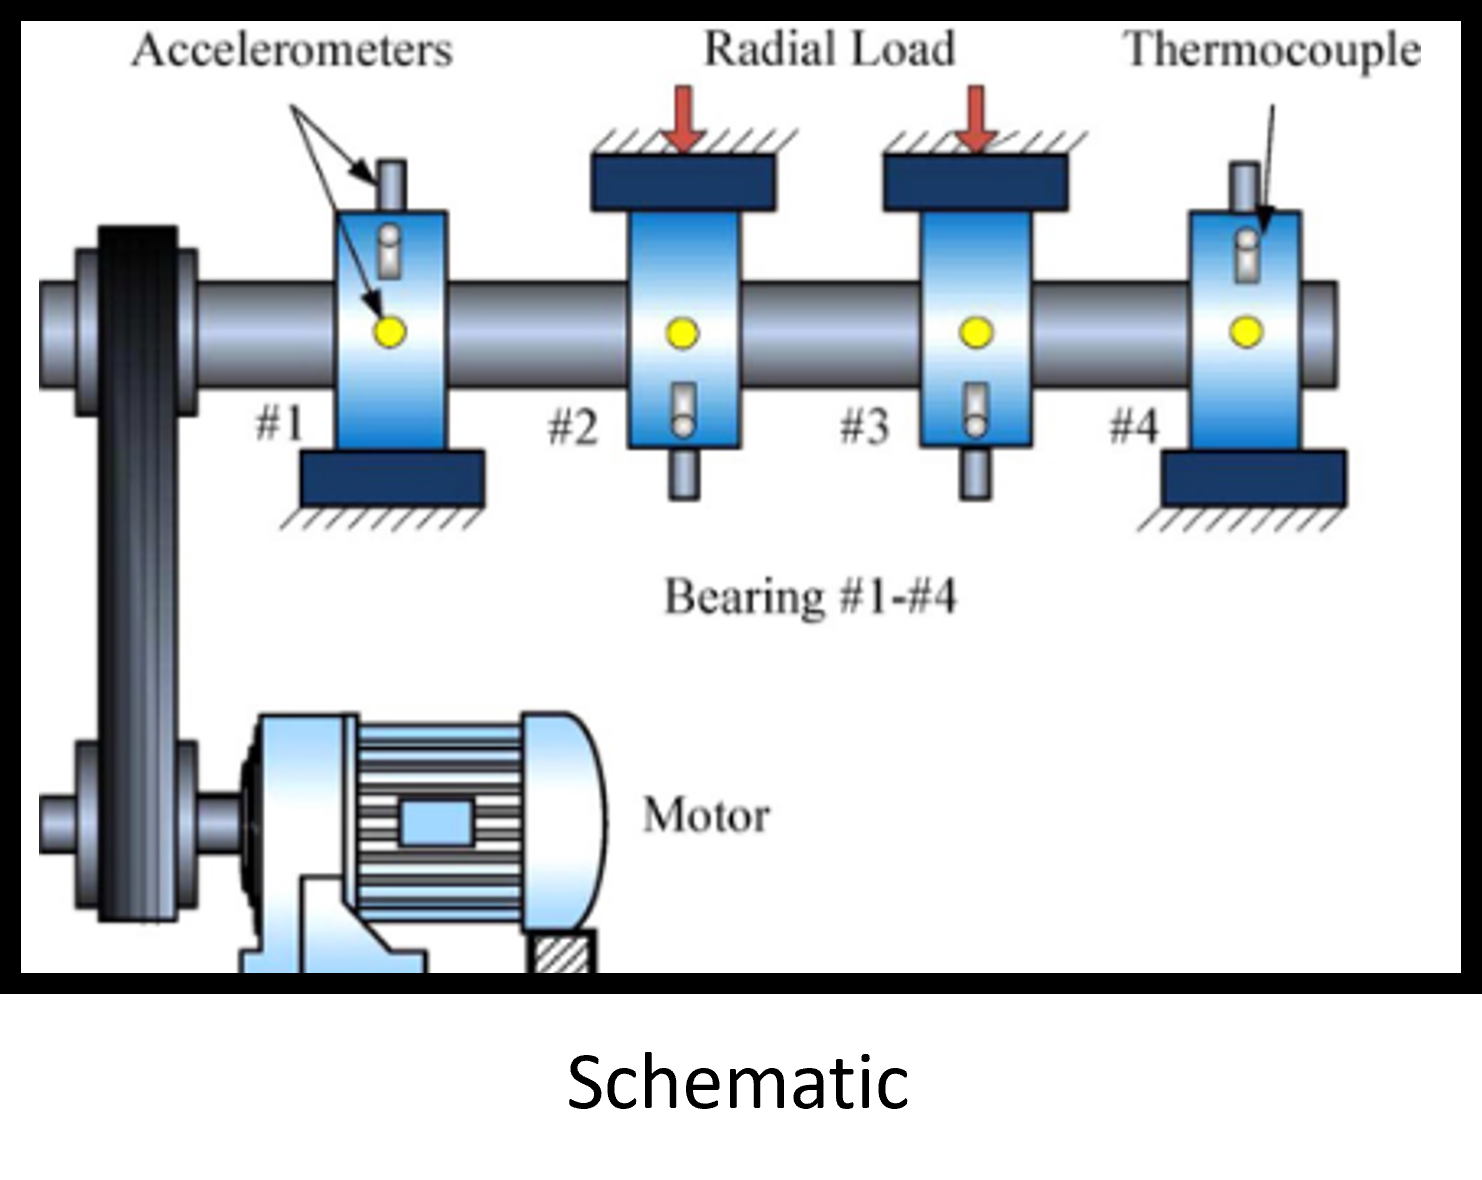 Accelerometers
Radial Load
Thermocouple
#1
#2
#3
#4
Bearing #1-#4
Motor
Schematic